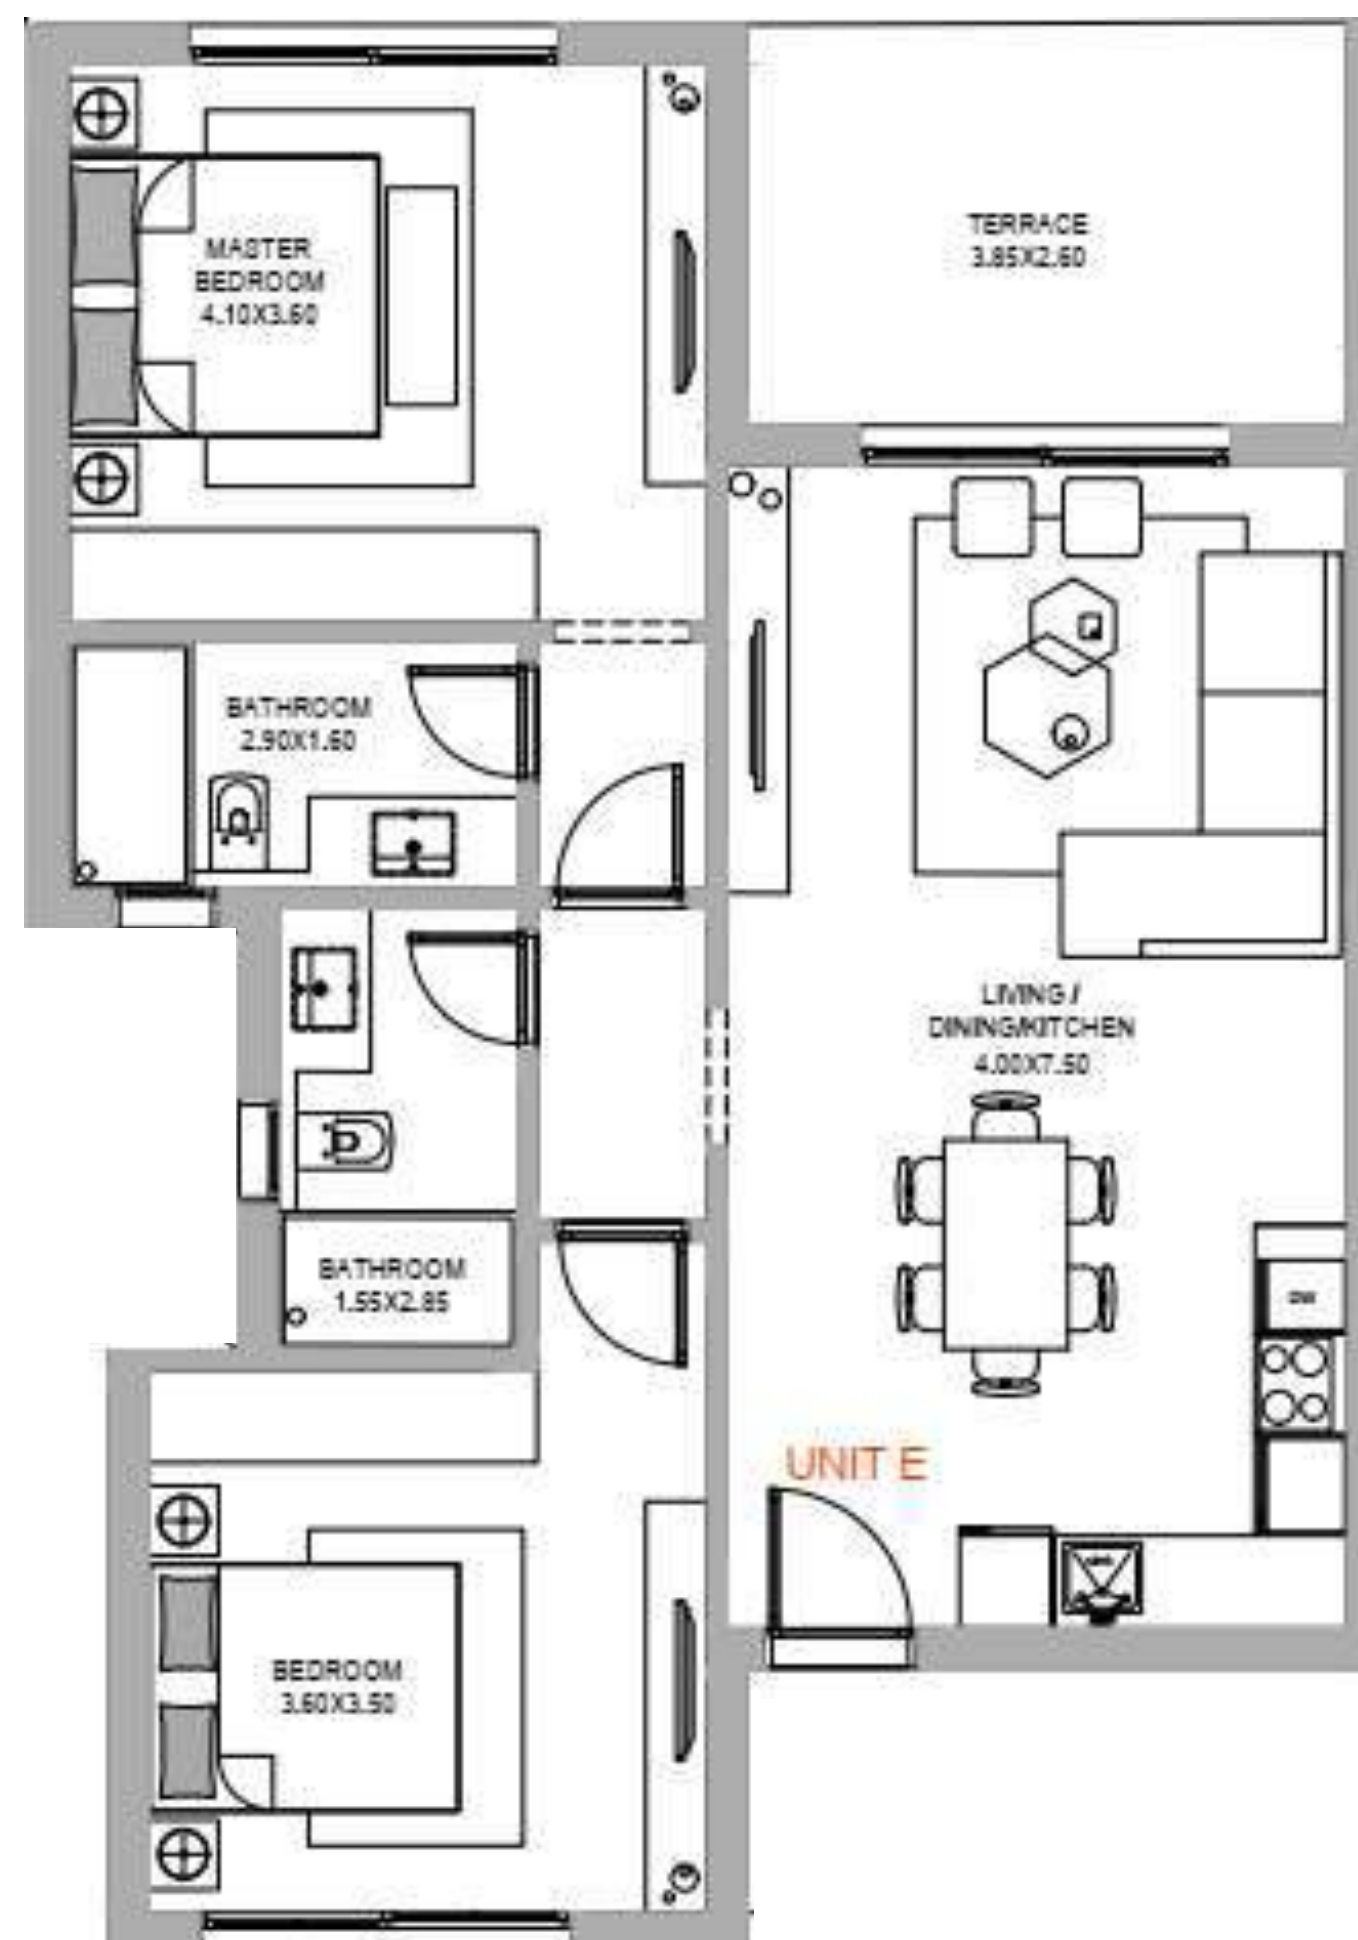 MASTER
BEDROOM
4.10X3.60
TERRACE
3.85X2.60
BATHROOM
2.90X1.60
LIVING /
DINING/KITCHEN
4.00X7.50
BATHROOM
1.55X2.85
DW
UNIT E
BEDROOM
3.60X3.50